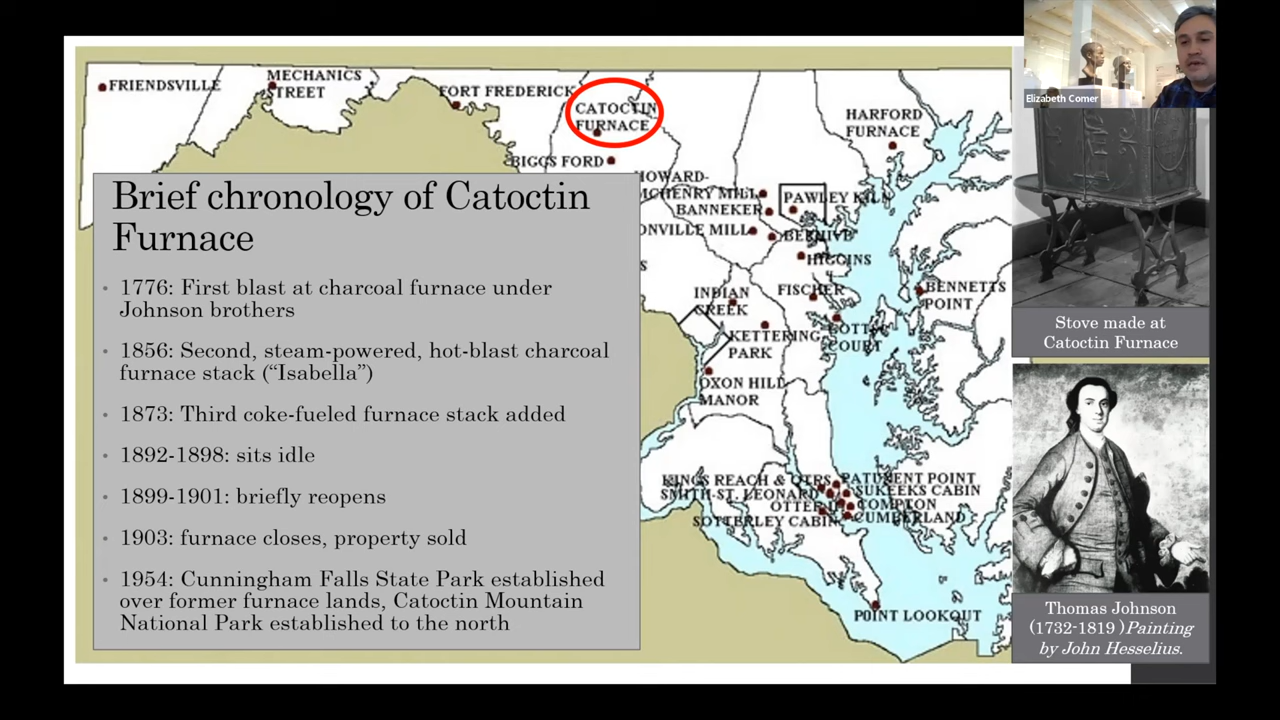 FRIENDSVILLE
MECHANICS
STREET
FORT FREDERICK
CATOCTIN
FURNACE
BIGGS FORD
HARFORD
FURNACE
HOWARD-
MCHENRY MILL
BANNEKER
PAWLEY KILN
ONVILLE MILL
BEEHIVE
HIGGINS
S
INDIAN
CREEK
FISCHER
BENNETTS
POINT
KETTERING
PARK
COURT
OXON HILL
MANOR
KINGS REACH & QTRS
PATUXENT POINT
SMITH-ST. LEONARD
SUKEEKS CABIN
COMPTON
SOTTERLEY CABIN
CUMBERLAND
POINT LOOKOUT
Brief chronology of Catoctin
Furnace
• 1776: First blast at charcoal furnace under
Johnson brothers
• 1856: Second, steam-powered, hot-blast charcoal
furnace stack (“Isabella”)
• 1873: Third coke-fueled furnace stack added
• 1892-1898: sits idle
• 1899-1901: briefly reopens
• 1903: furnace closes, property sold
• 1954: Cunningham Falls State Park established
over former furnace lands, Catoctin Mountain
National Park established to the north
Elizabeth Comer
Stove made at
Catoctin Furnace
Thomas Johnson
(1732-1819 )Painting
by John Hesselius.